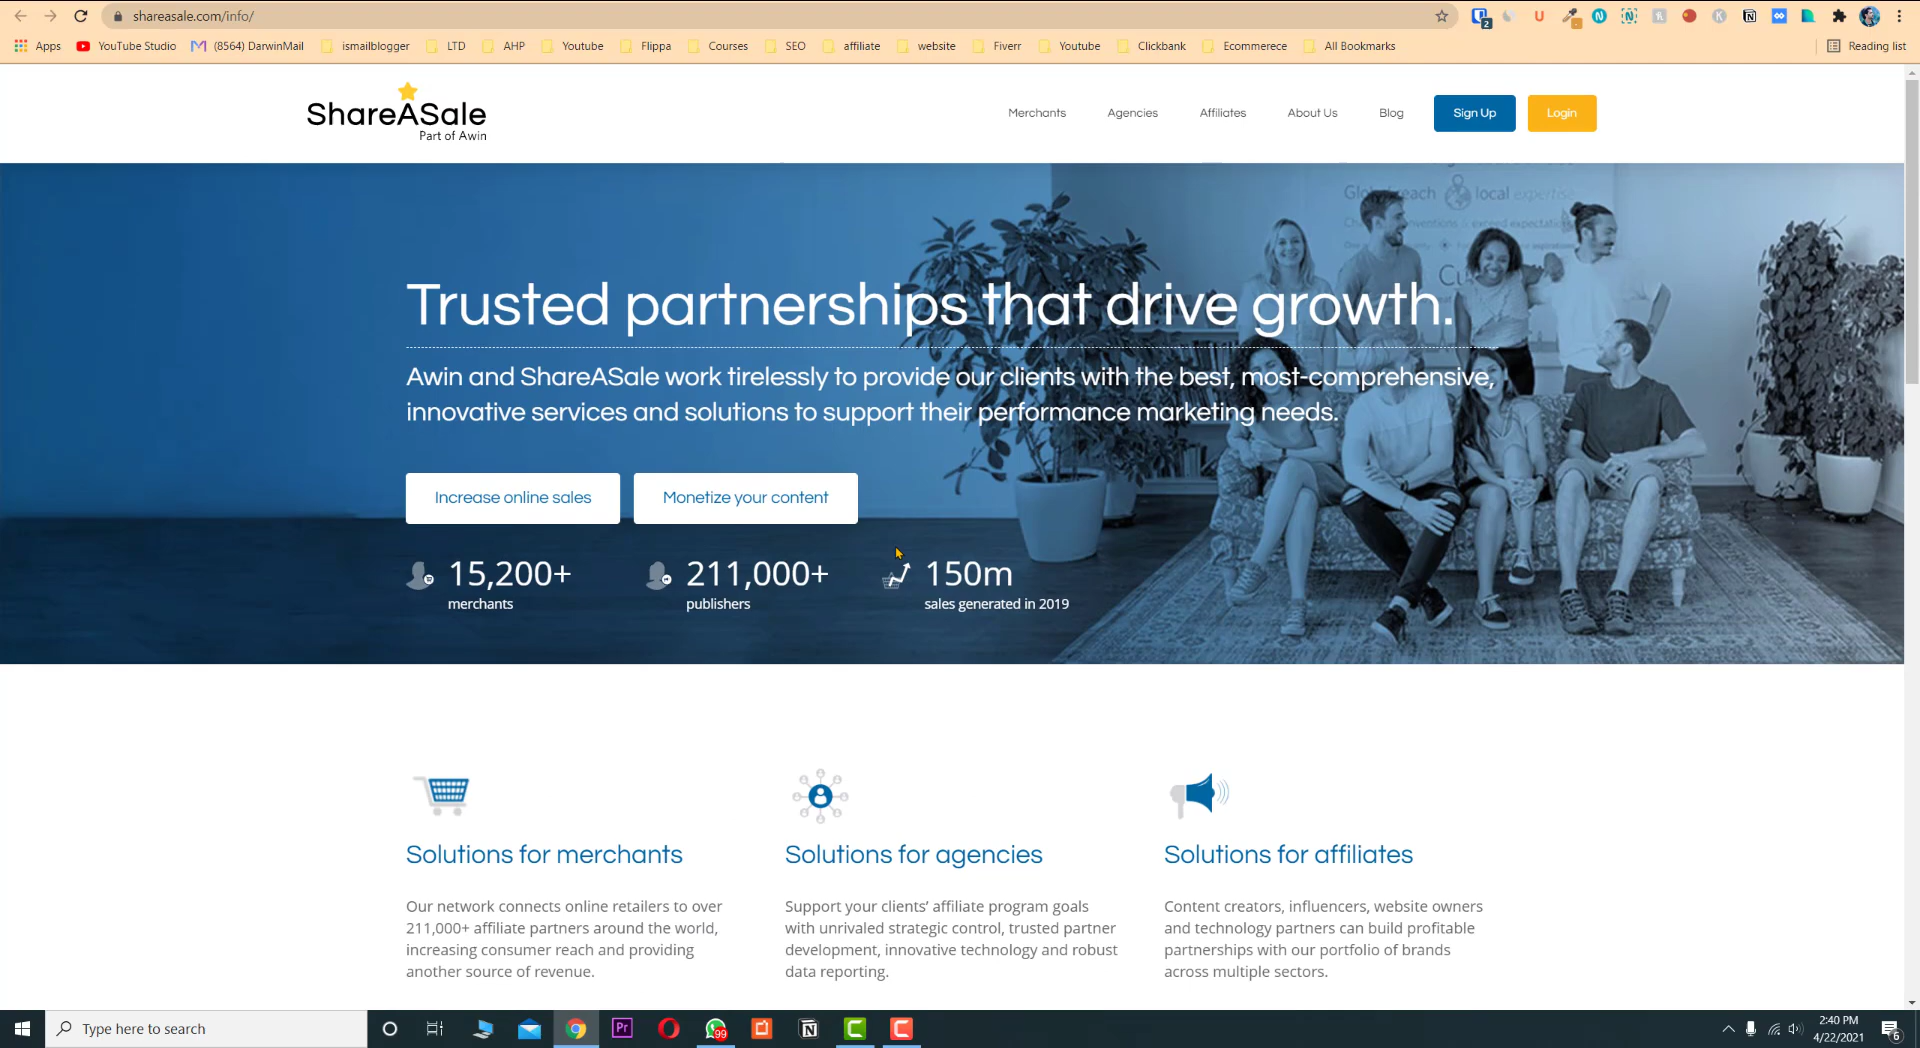 shareasale.com/info/
2
Apps YouTube Studio (8564) DarwinMail ismailblogger LTD AHP Youtube Flippa Courses SEO affiliate website Fiverr Youtube Clickbank Ecommerece All Bookmarks Reading list
ShareASale
Part of Awin
Merchants Agencies Affiliates About Us Blog Sign Up Login
local expertise
Trusted partnerships that drive growth.
Awin and ShareASale work tirelessly to provide our clients with the best, most-comprehensive,
innovative services and solutions to support their performance marketing needs.
Increase online sales Monetize your content
15,200+ 211,000+ 150m
merchants publishers sales generated in 2019
Solutions for merchants Solutions for agencies Solutions for affiliates
Our network connects online retailers to over
211,000+ affiliate partners around the world,
increasing consumer reach and providing
another source of revenue.
Support your clients’ affiliate program goals
with unrivaled strategic control, trusted partner
development, innovative technology and robust
data reporting.
Content creators, influencers, website owners
and technology partners can build profitable
partnerships with our portfolio of brands
across multiple sectors.
Type here to search
Pr
99
2:40 PM
4/22/2021
6